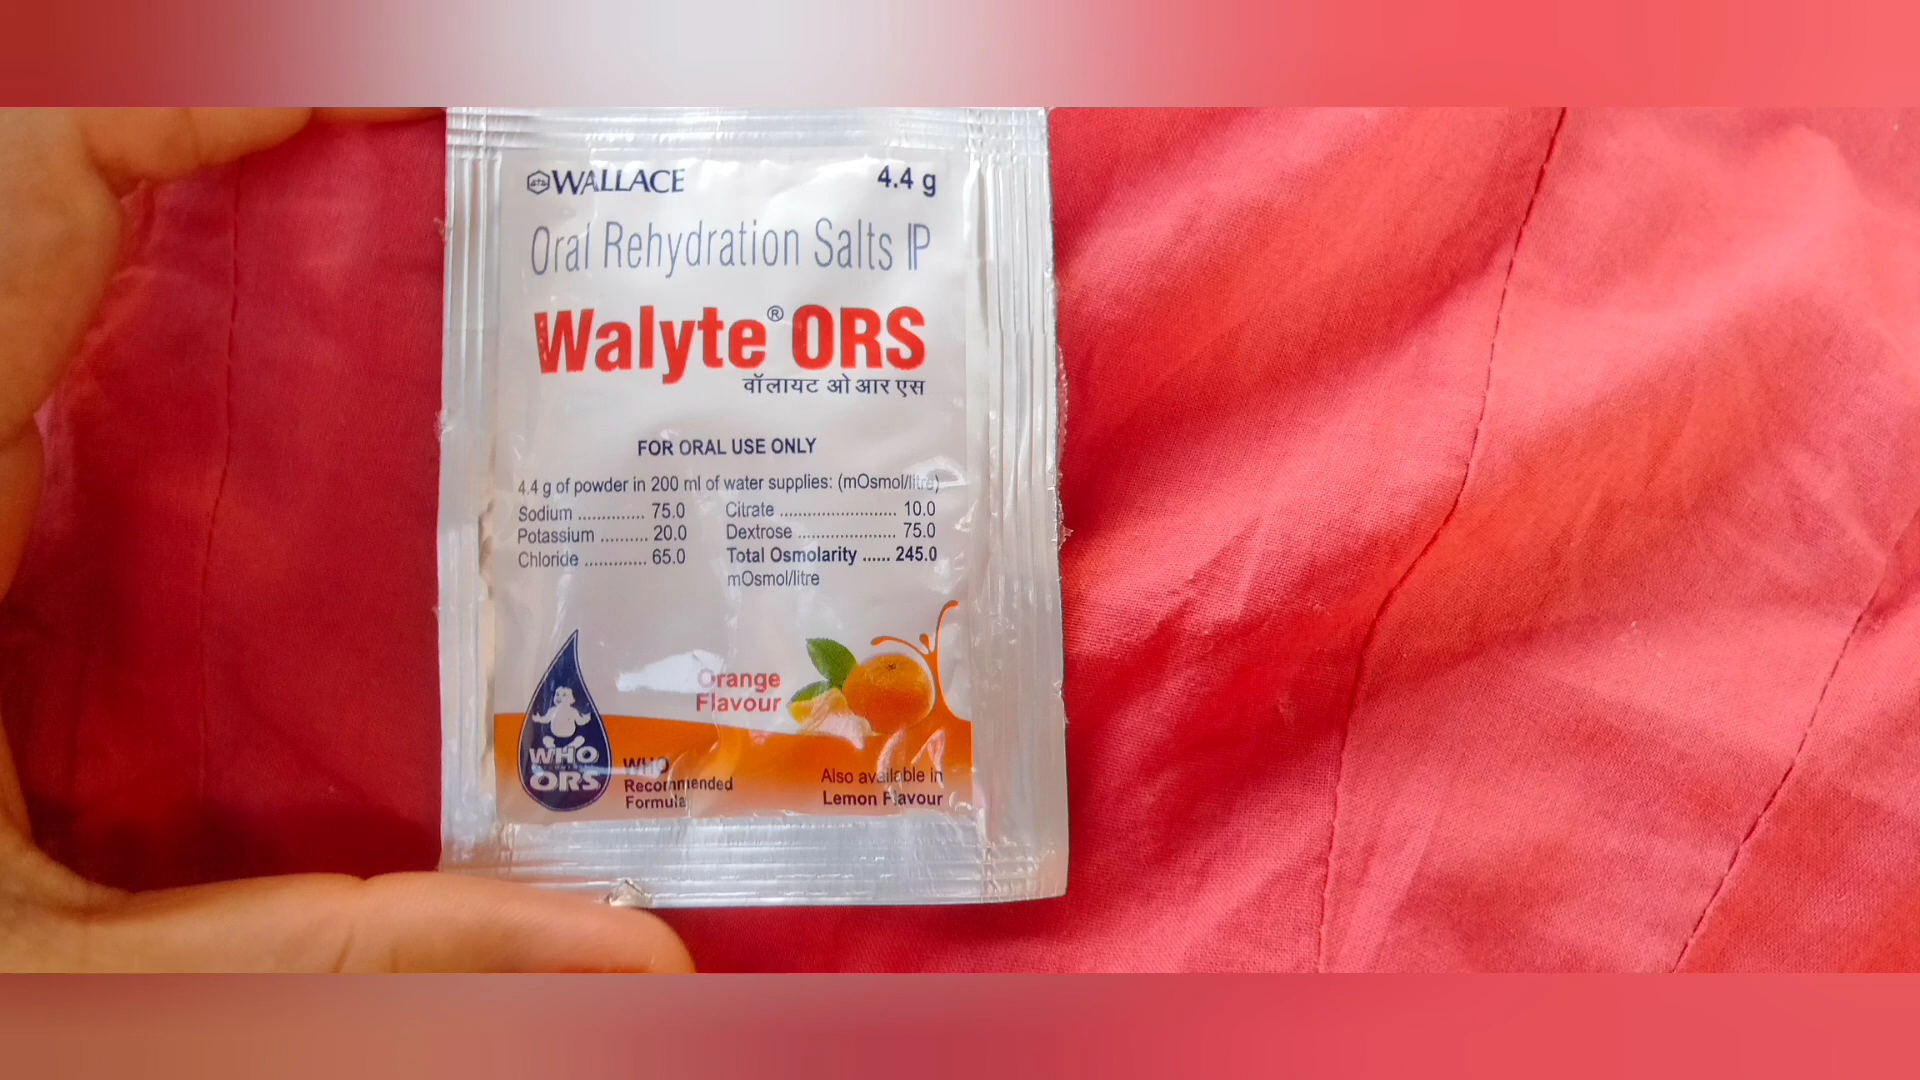 WALLACE 4.4 g
Oral Rehydration Salts IP
Walyte® ORS
वॉलायट ओ आर एस
FOR ORAL USE ONLY
4.4 g of powder in 200 ml of water supplies: (mOsmol/litre)
Sodium .............. 75.0
Potassium .......... 20.0
Chloride ............. 65.0
Citrate ......................... 10.0
Dextrose ...................... 75.0
Total Osmolarity ...... 245.0
mOsmol/litre
Orange
Flavour
WHO
ORS
WHO
Recommended
Formula
Also available in
Lemon Flavour